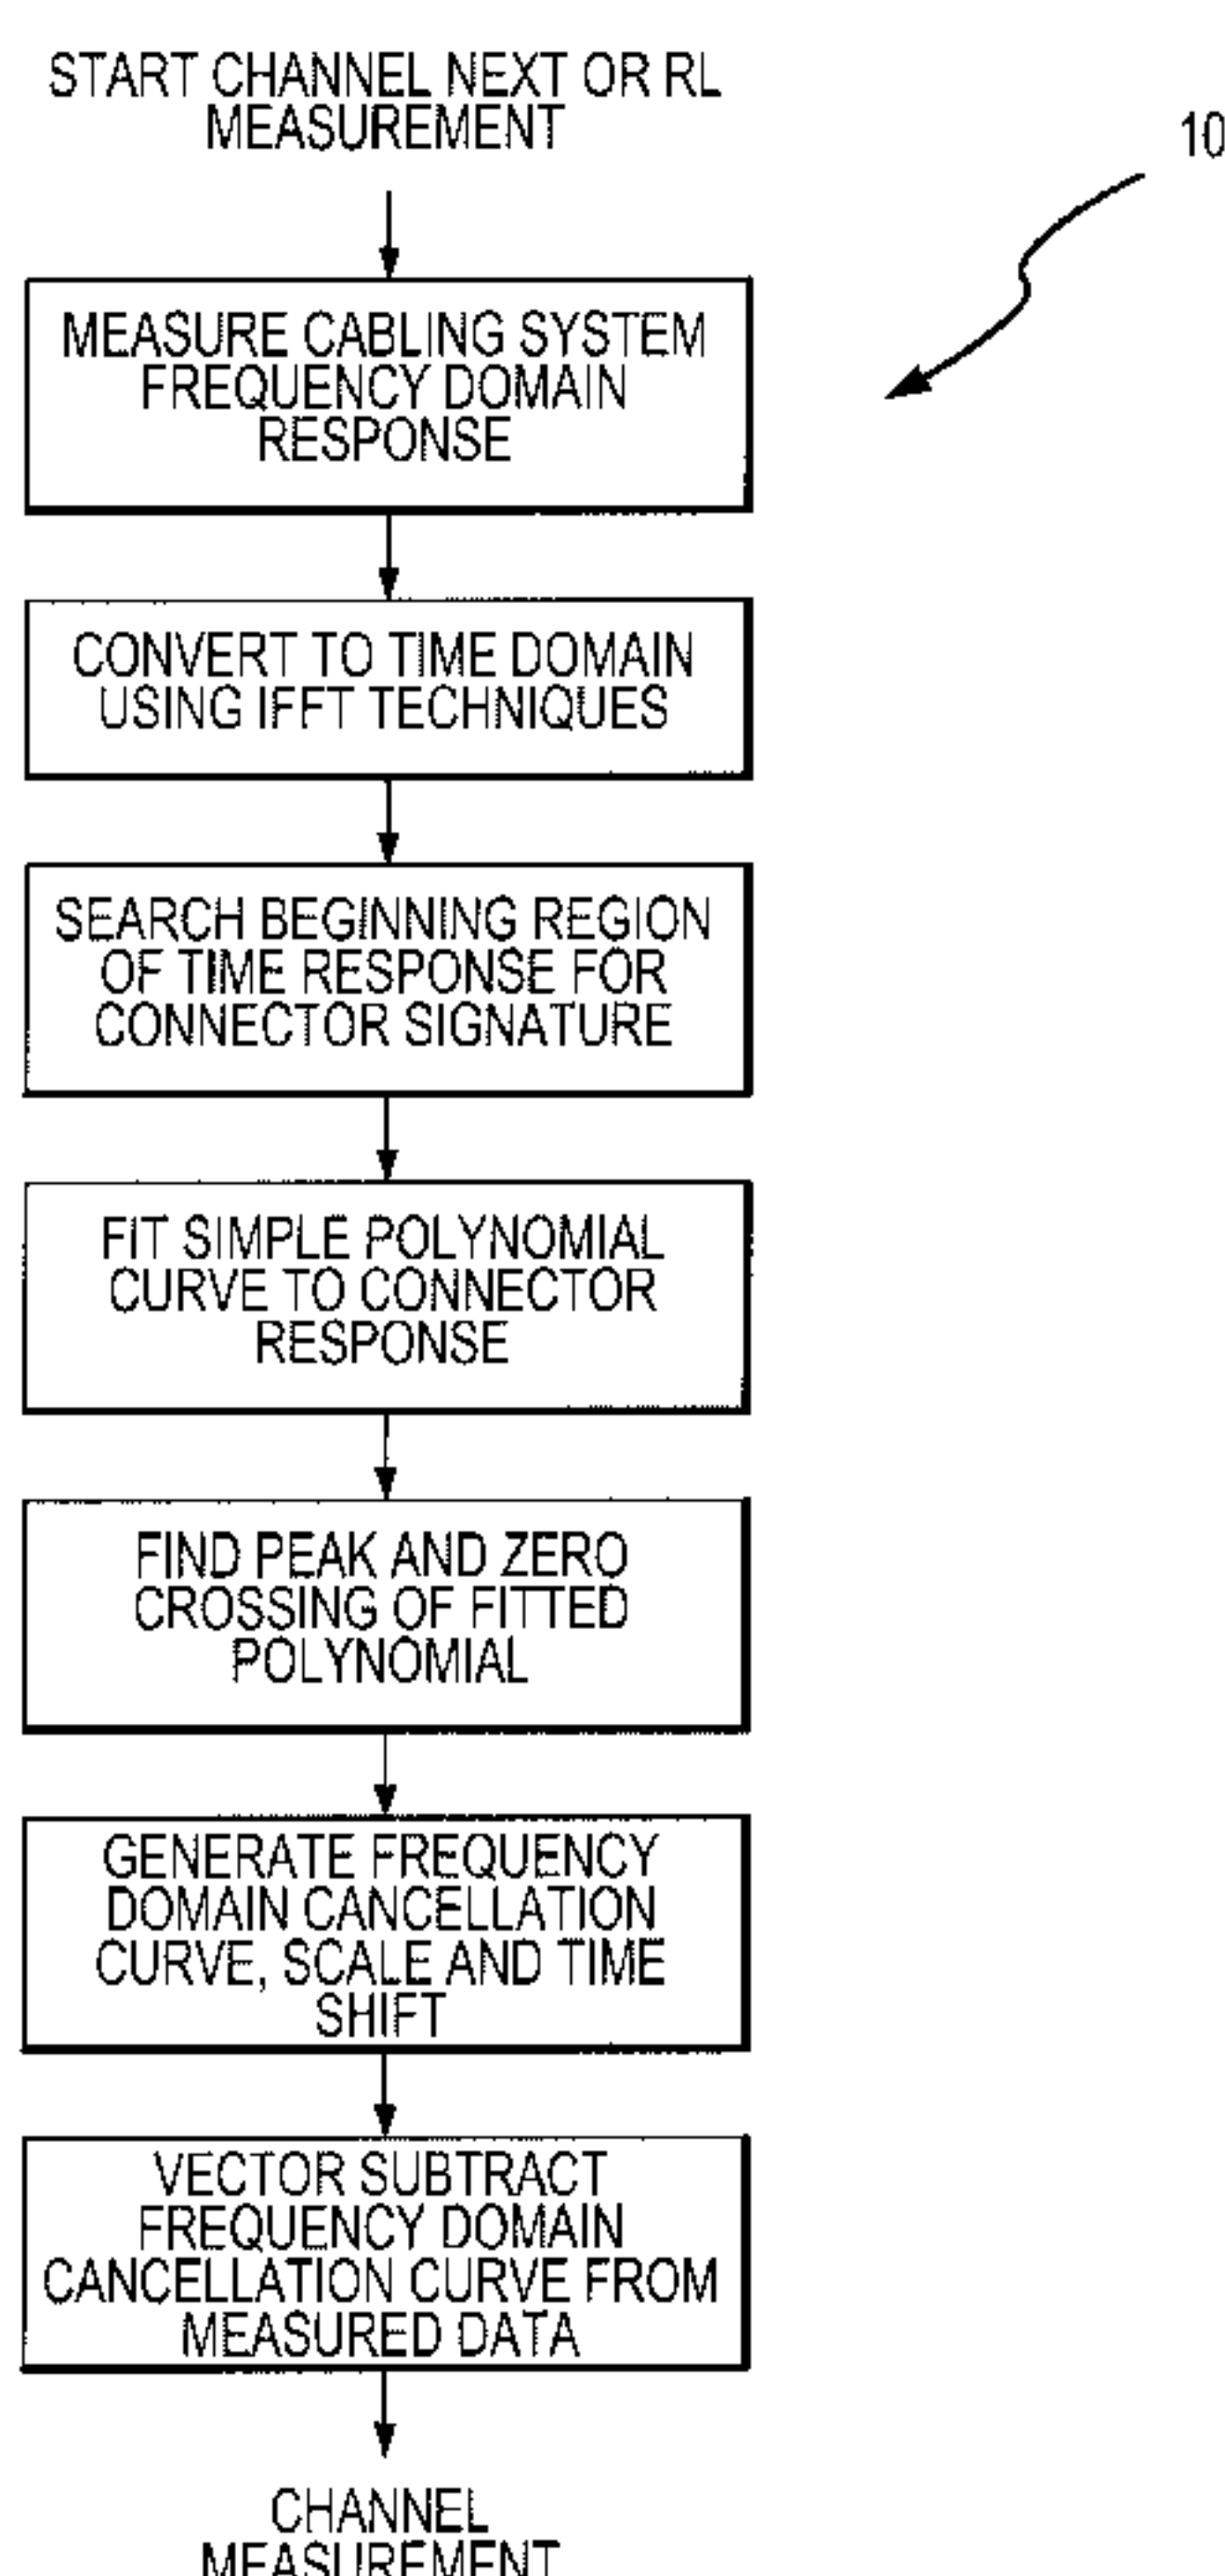 START CHANNEL NEXT OR RL
MEASUREMENT
10
MEASURE CABLING SYSTEM
FREQUENCY DOMAIN
RESPONSE
CONVERT TO TIME DOMAIN
USING IFFT TECHNIQUES
SEARCH BEGINNING REGION
OF TIME RESPONSE FOR
CONNECTOR SIGNATURE
FIT SIMPLE POLYNOMIAL
CURVE TO CONNECTOR
RESPONSE
FIND PEAK AND ZERO
CROSSING OF FITTED
POLYNOMIAL
GENERATE FREQUENCY
DOMAIN CANCELLATION
CURVE, SCALE AND TIME
SHIFT
VECTOR SUBTRACT
FREQUENCY DOMAIN
CANCELLATION CURVE FROM
MEASURED DATA
CHANNEL
MEASUREMENT